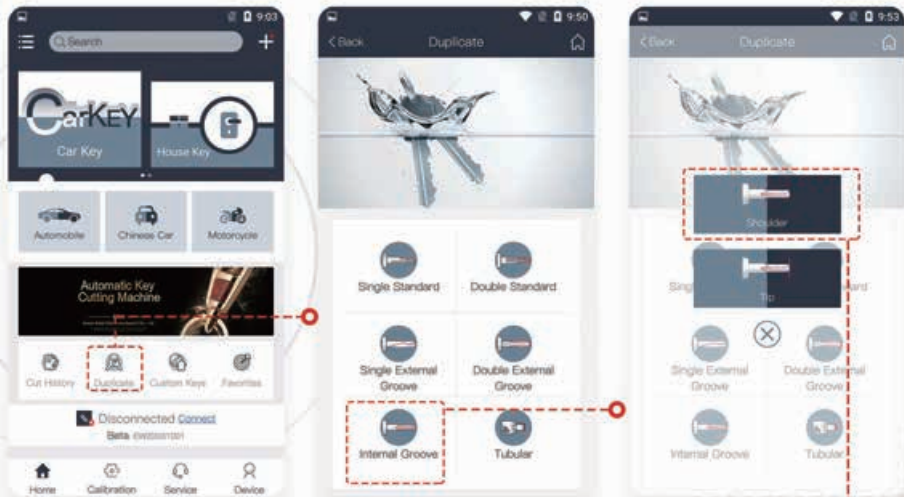 9:03
Search
CarKEY
Car Key
House Key
Automobile
Chinees Car
Motorcycle
Automatic Key
Cutting Machine
Cut History
Duplicate
Custom Keys
Favorites
Disconnected Connect
Beta
Home
Calibration
Service
Device
9:50
Back
Duplicate
Single Standard
Double Standard
Single External
Groove
Double External
Groove
Internal Groove
Tubular
9:53
Back
Duplicate
Shoulder
Tip
Single External
Groove
Double External
Groove
Internal Groove
Tubular